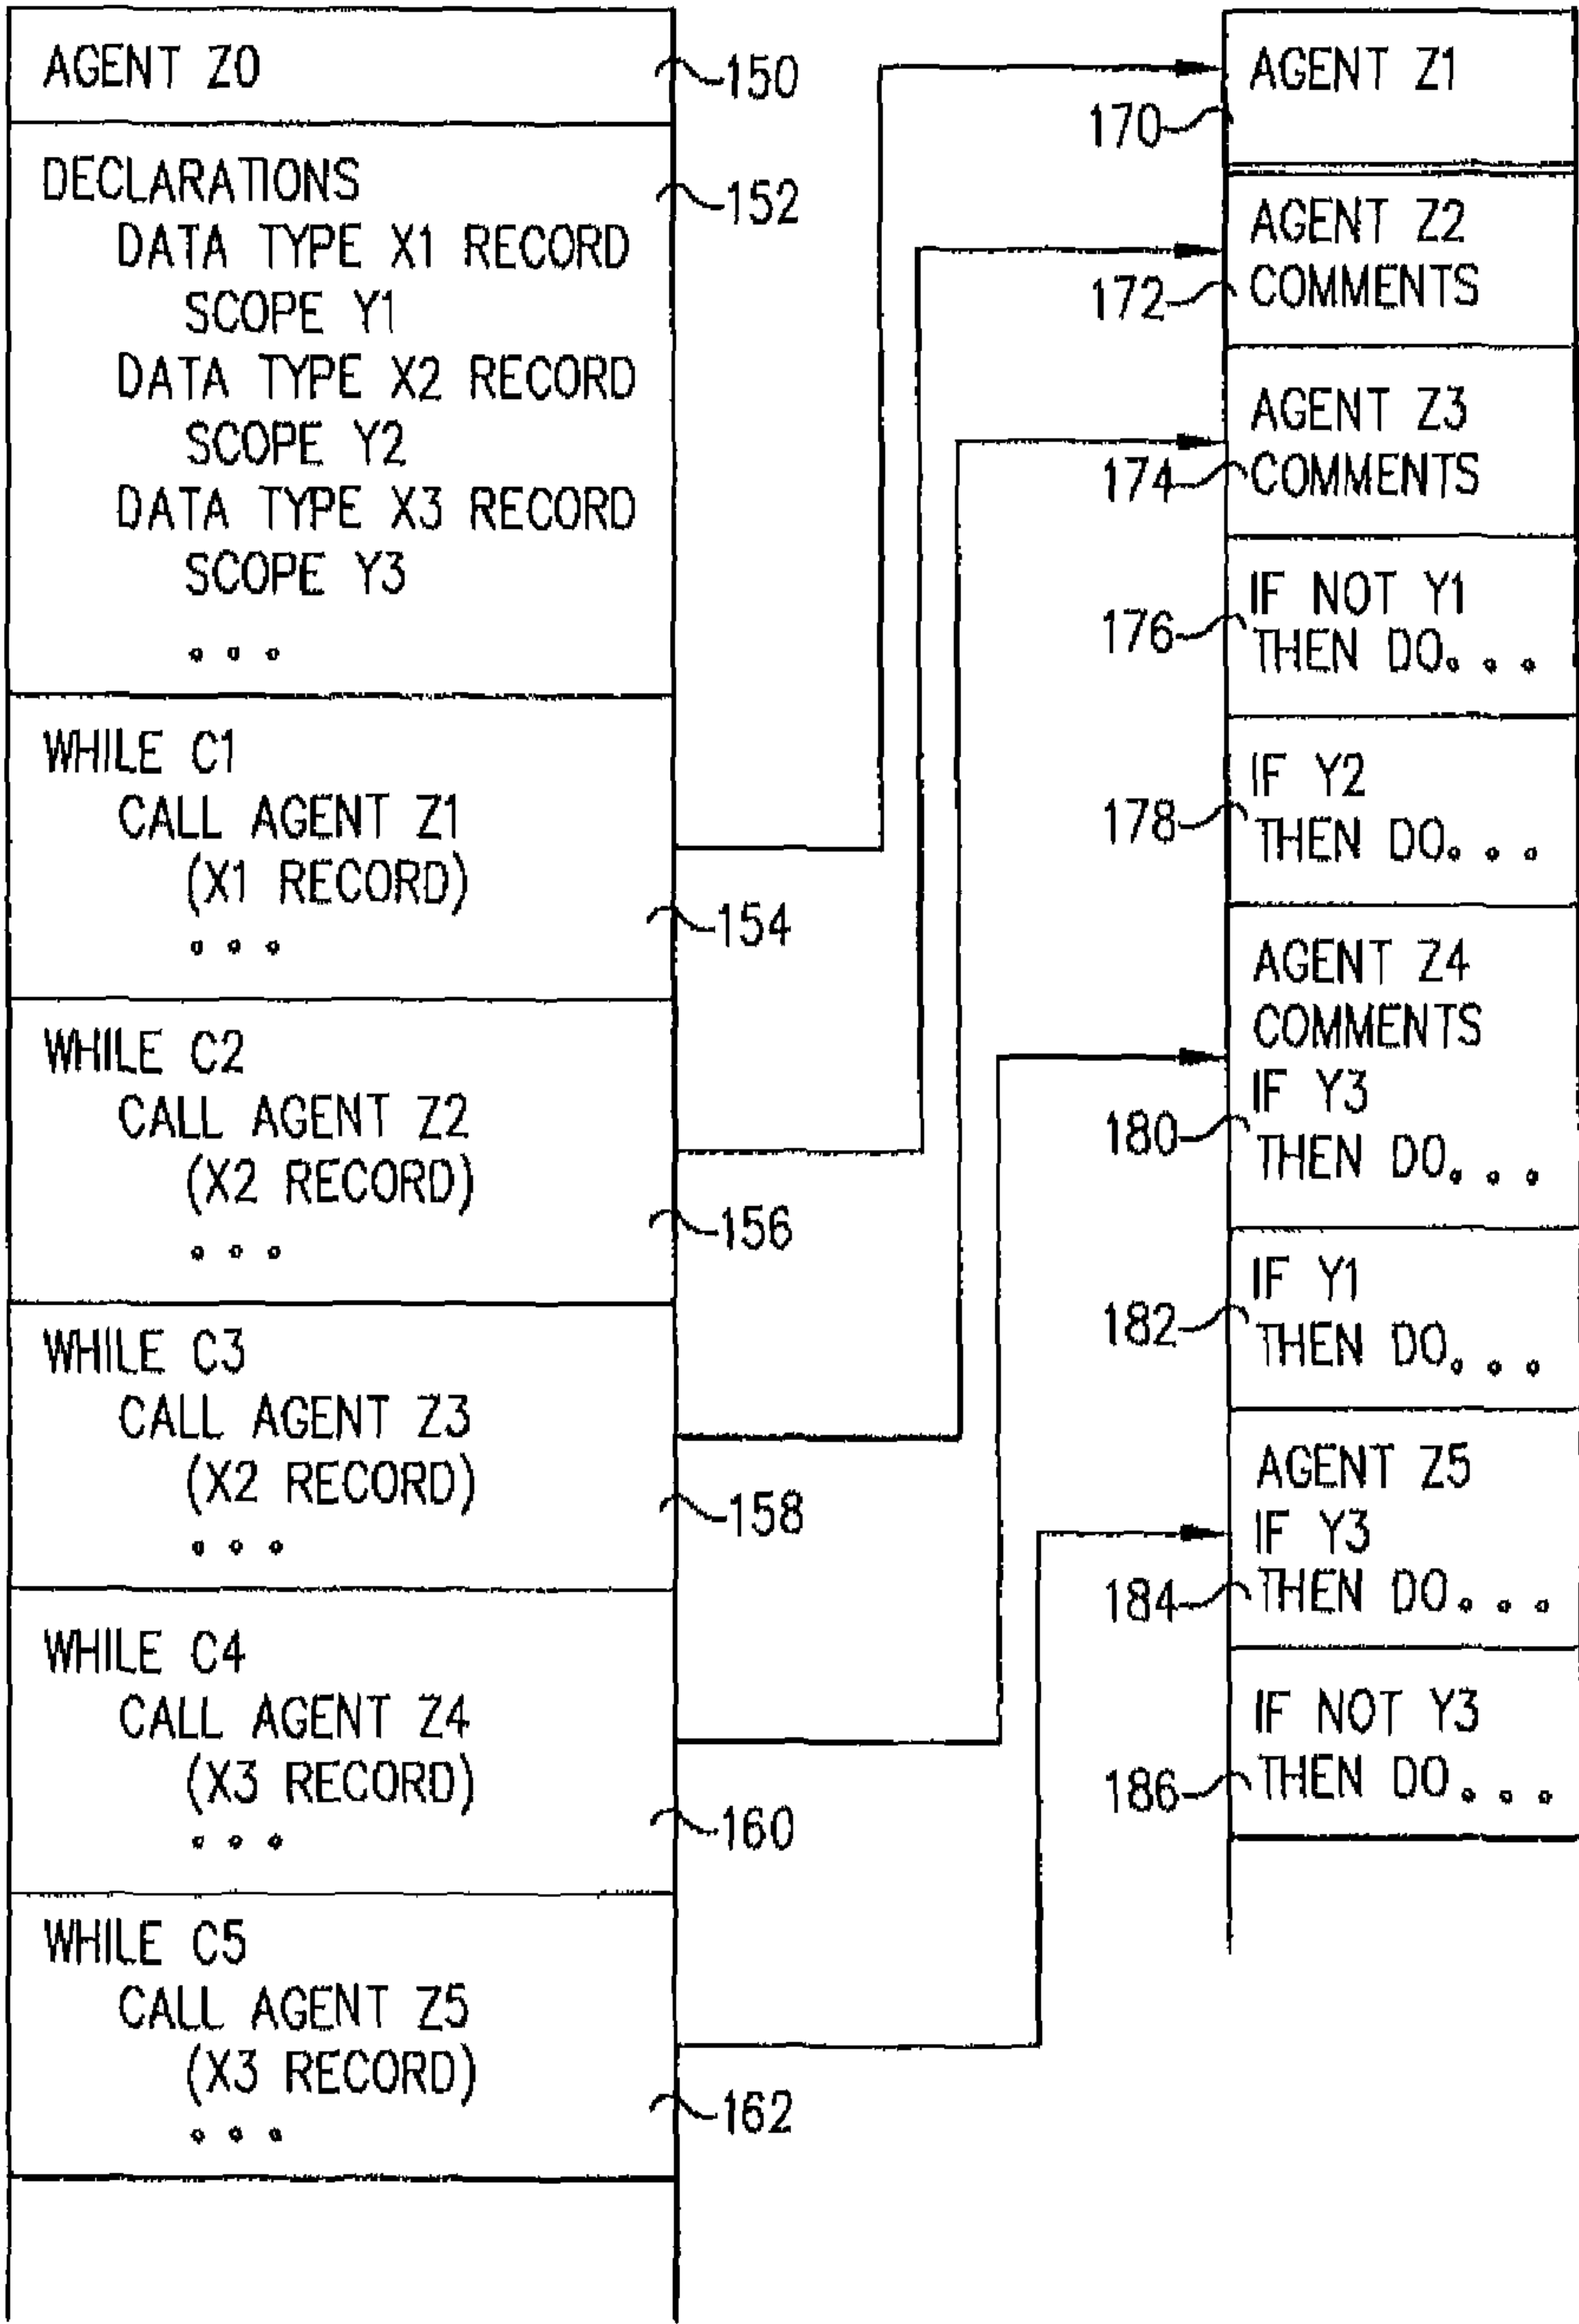 AGENT Z0
150
DECLARATIONS
152
DATA TYPE X1 RECORD
SCOPE Y1
DATA TYPE X2 RECORD
SCOPE Y2
DATA TYPE X3 RECORD
SCOPE Y3
...
WHILE C1
CALL AGENT Z1
(X1 RECORD)
154
...
WHILE C2
CALL AGENT Z2
(X2 RECORD)
156
...
WHILE C3
CALL AGENT Z3
(X2 RECORD)
158
...
WHILE C4
CALL AGENT Z4
(X3 RECORD)
160
...
WHILE C5
CALL AGENT Z5
(X3 RECORD)
162
...
AGENT Z1
170
AGENT Z2
172 COMMENTS
AGENT Z3
174 COMMENTS
IF NOT Y1
176 THEN DO...
IF Y2
178 THEN DO...
AGENT Z4
COMMENTS
IF Y3
180 THEN DO...
IF Y1
182 THEN DO...
AGENT Z5
IF Y3
184 THEN DO...
IF NOT Y3
186 THEN DO...